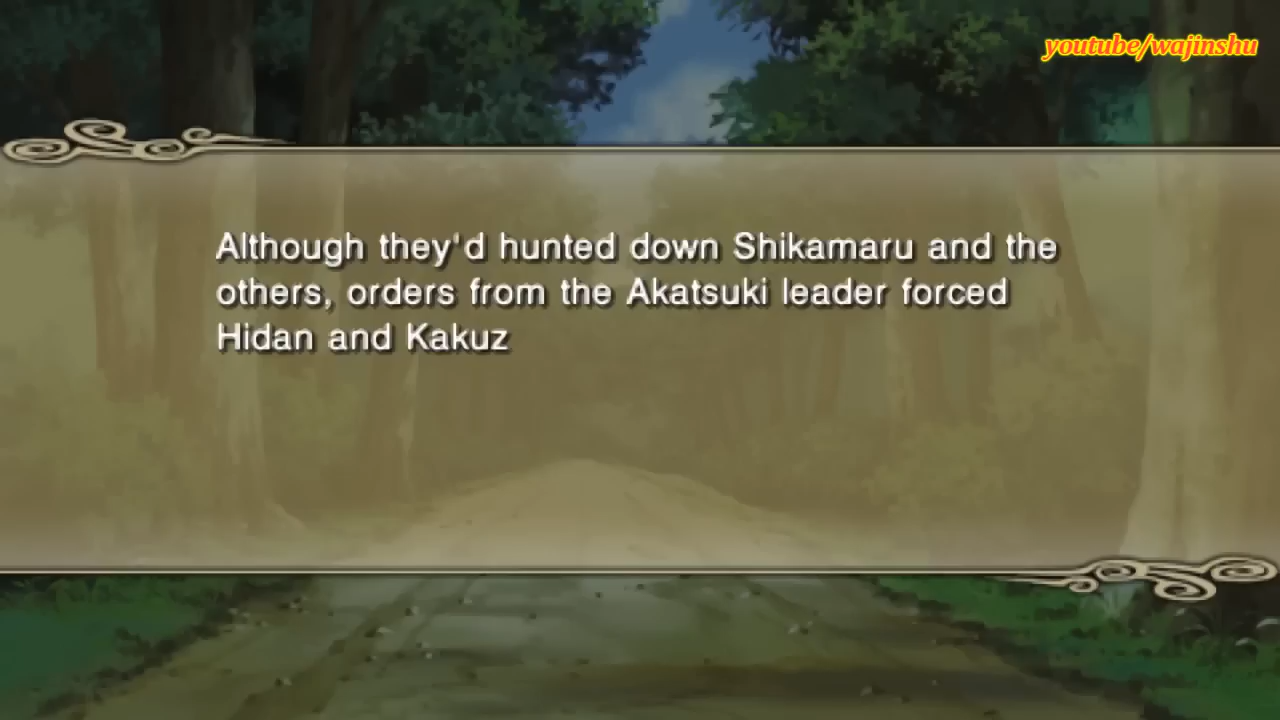 youtube/wajinshu
Although they'd hunted down Shikamaru and the
others, orders from the Akatsuki leader forced
Hidan and Kakuz